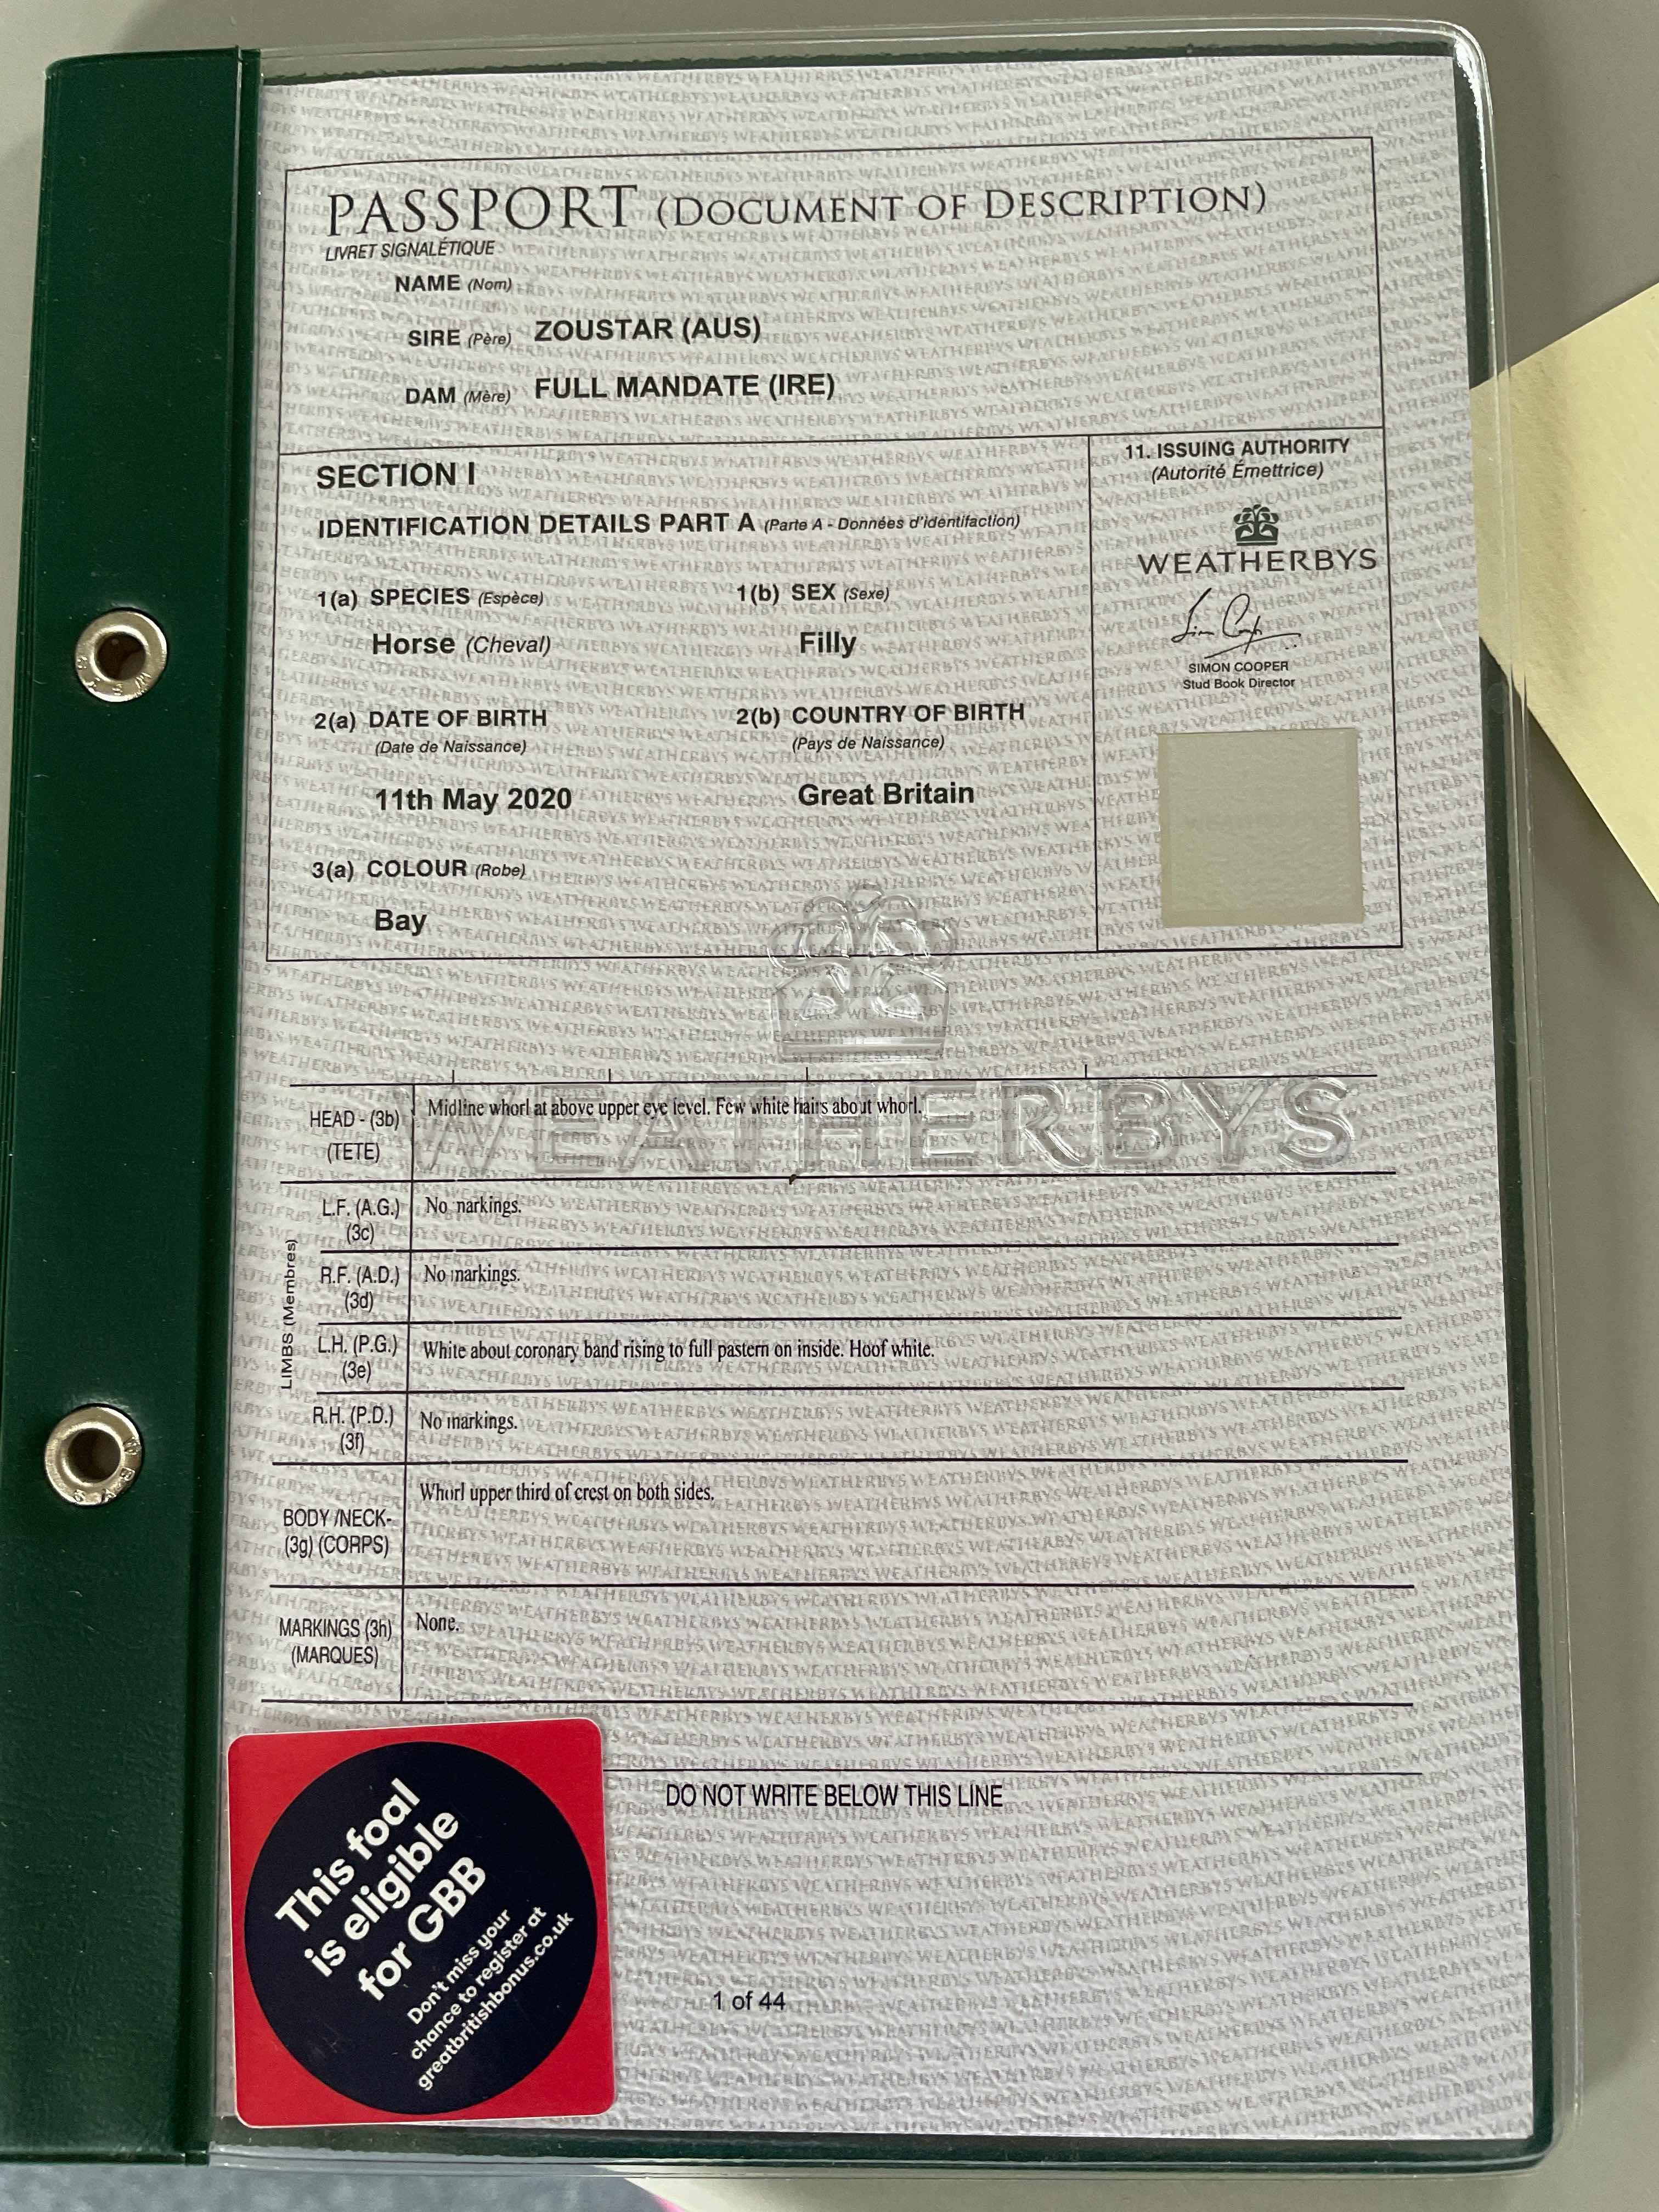 PASSPORT (DOCUMENT OF DESCRIPTION)
LIVRET SIGNALÉTIQUE
NAME (Nom)
SIRE (Père) ZOUSTAR (AUS)
DAM (Mère) FULL MANDATE (IRE)
SECTION I
IDENTIFICATION DETAILS PART A (Parte A - Données d'identifaction)
1(a) SPECIES (Espèce) 1(b) SEX (Sexe)
Horse (Cheval) Filly
2(a) DATE OF BIRTH 2(b) COUNTRY OF BIRTH
(Date de Naissance) (Pays de Naissance)
11th May 2020 Great Britain
3(a) COLOUR (Robe)
Bay
11. ISSUING AUTHORITY
(Autorité Émettrice)
WEATHERBYS
SIMON COOPER
Stud Book Director
WEATHERBYS
HEAD - (3b) Midline whorl at above upper eye level. Few white hairs about whorl.
(TETE)
LIMBS (Membres)
L.F. (A.G.) No markings.
(3c)
R.F. (A.D.) No markings.
(3d)
L.H. (P.G.) White about coronary band rising to full pastern on inside. Hoof white.
(3e)
R.H. (P.D.) No markings.
(3f)
Whorl upper third of crest on both sides.
BODY /NECK-
(3g) (CORPS)
MARKINGS (3h) None.
(MARQUES)
DO NOT WRITE BELOW THIS LINE
This foal
is eligible
for GBB
Don't miss your
chance to register at
greatbritishbonus.co.uk
1 of 44